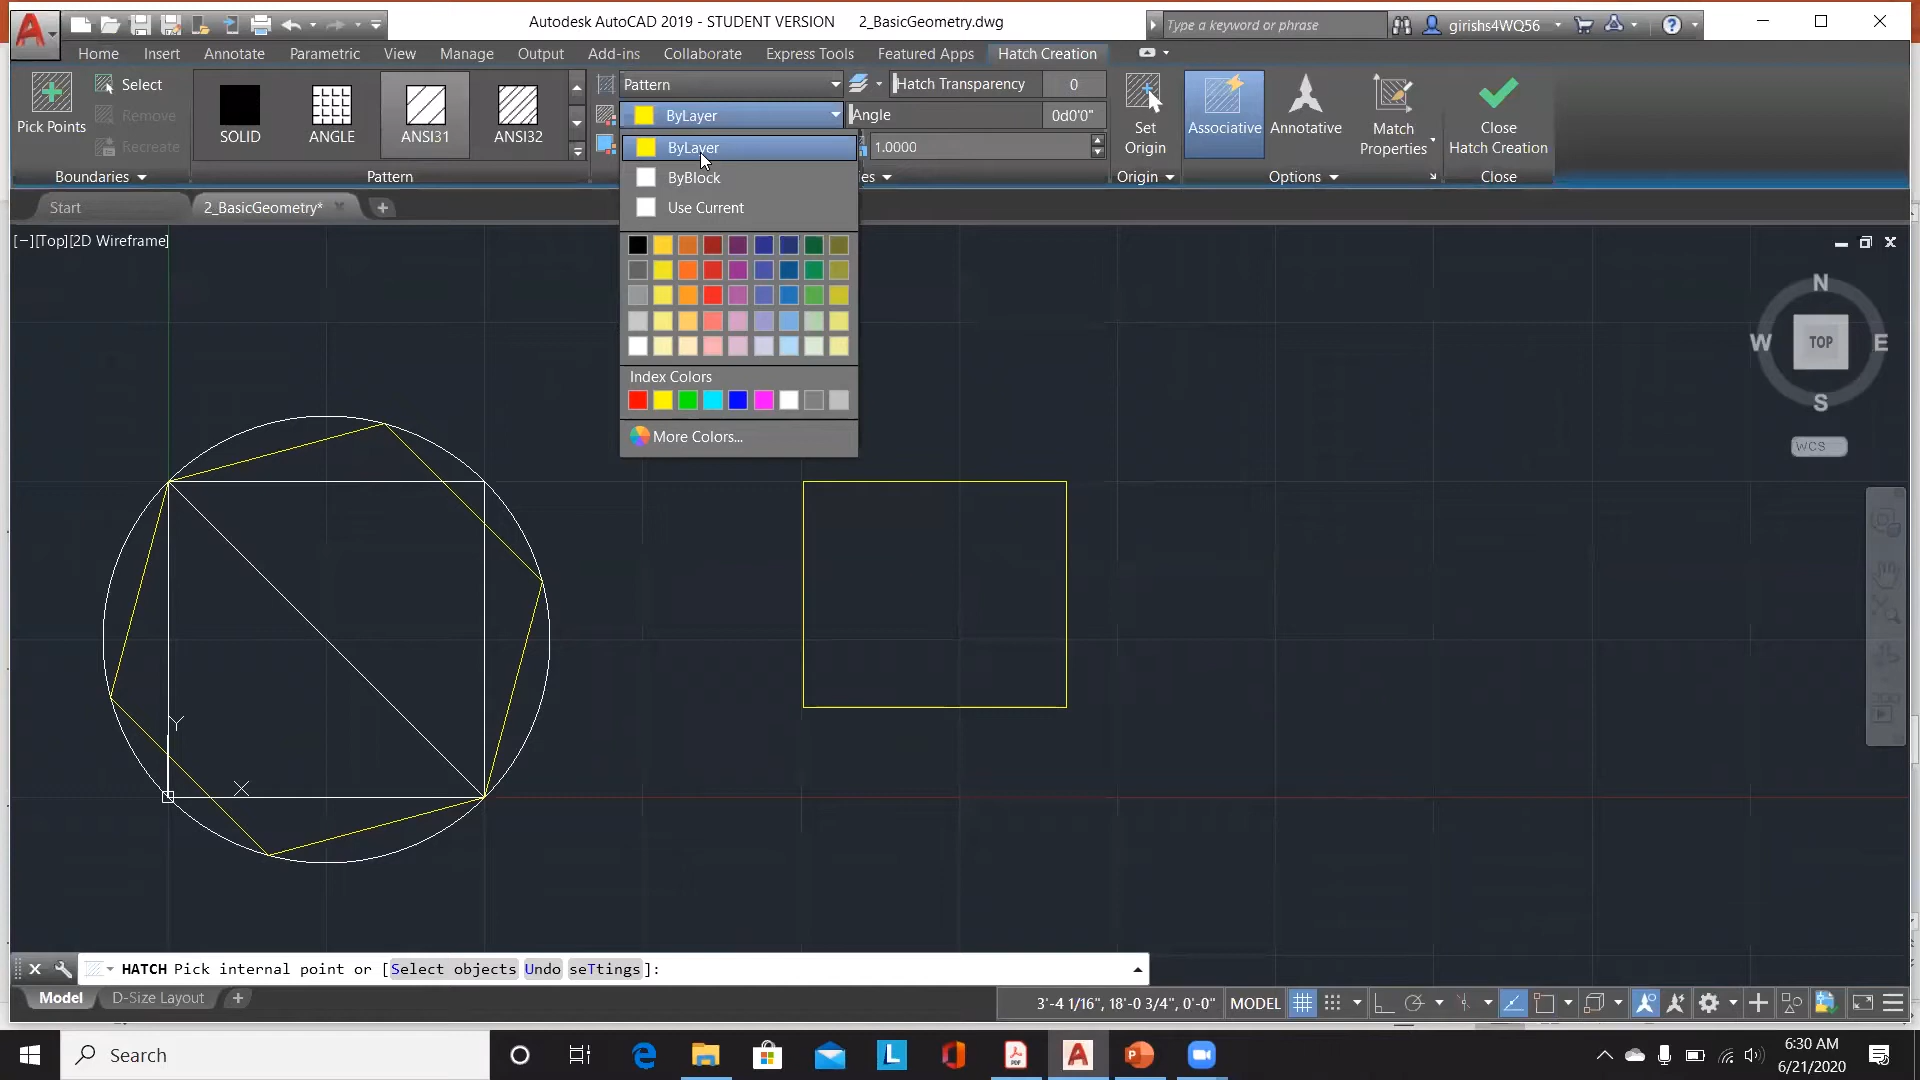 Autodesk AutoCAD 2019 - STUDENT VERSION 2_BasicGeometry.dwg
Type a keyword or phrase
girishs4WQ56
Home Insert Annotate Parametric View Manage Output Add-ins Collaborate Express Tools Featured Apps Hatch Creation
Pick Points
Select
Remove
Recreate
Boundaries
SOLID
ANGLE
ANSI31
ANSI32
Pattern
Pattern
ByLayer
Hatch Transparency 0
Angle 0d0'0"
1.0000
Set
Origin
Origin
Associative
Annotative
Match
Properties
Options
Close
Hatch Creation
Close
ByLayer
ByBlock
Use Current
Index Colors
More Colors...
Start
2_BasicGeometry*
[−][Top][2D Wireframe]
N
W TOP E
S
WCS
Y
X
HATCH Pick internal point or [Select objects Undo seTtings]:
Model D-Size Layout
3'-4 1/16", 18'-0 3/4", 0'-0" MODEL
Search
6:30 AM
6/21/2020